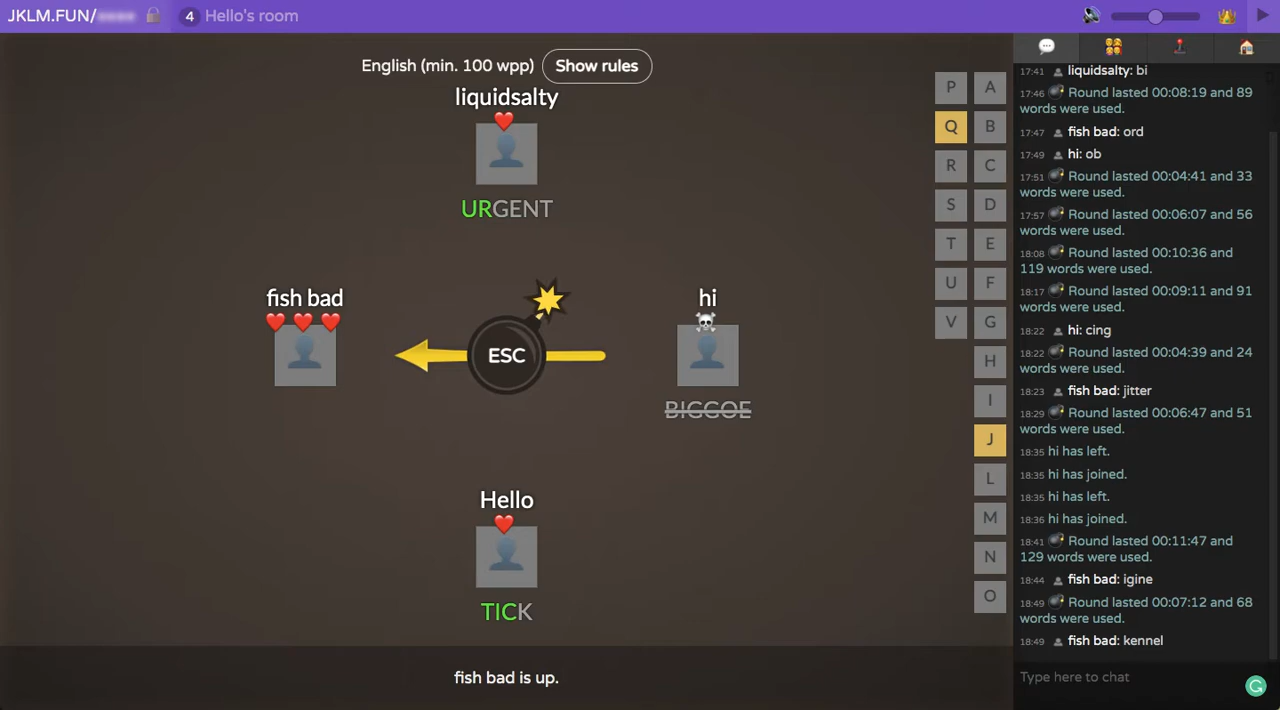 JKLM.FUN/
4 Hello's room
English (min. 100 wpp) Show rules
liquidsalty
URGENT
fish bad
ESC
hi
BIGGOE
Hello
TICK
fish bad is up.
P A
Q B
R C
S D
T E
U F
V G
H
I
J
L
M
N
O
17:41 liquidsalty: bi
17:46 Round lasted 00:08:19 and 89
words were used.
17:47 fish bad: ord
17:49 hi: ob
17:51 Round lasted 00:04:41 and 33
words were used.
17:57 Round lasted 00:06:07 and 56
words were used.
18:08 Round lasted 00:10:36 and
119 words were used.
18:17 Round lasted 00:09:11 and 91
words were used.
18:22 hi: cing
18:22 Round lasted 00:04:39 and 24
words were used.
18:23 fish bad: jitter
18:29 Round lasted 00:06:47 and 51
words were used.
18:35 hi has left.
18:35 hi has joined.
18:35 hi has left.
18:36 hi has joined.
18:41 Round lasted 00:11:47 and
00:11:47 and 129 words were used.
18:44 fish bad: igine
18:49 Round lasted 00:07:12 and 68
words were used.
18:49 fish bad: kennel
Type here to chat